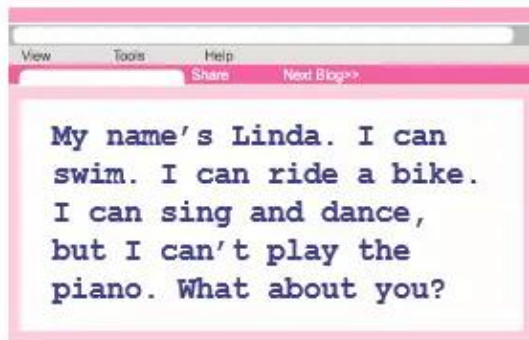 View Tools Help
Share Next Blog>>
My name's Linda. I can
swim. I can ride a bike.
I can sing and dance,
but I can't play the
piano. What about you?